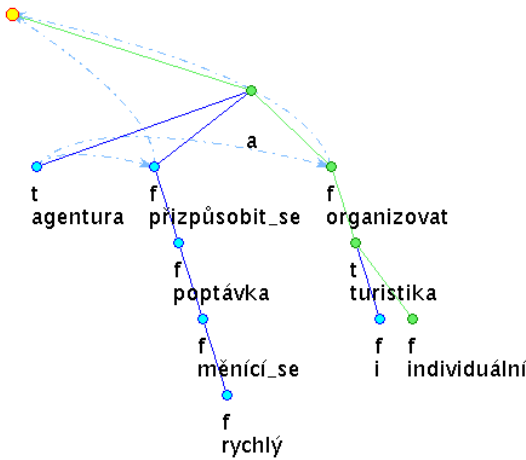 a
t
agentura
f
přizpůsobit_se
f
organizovat
f
poptávka
t
turistika
f
měnící_se
f
i
f
individuální
f
rychlý